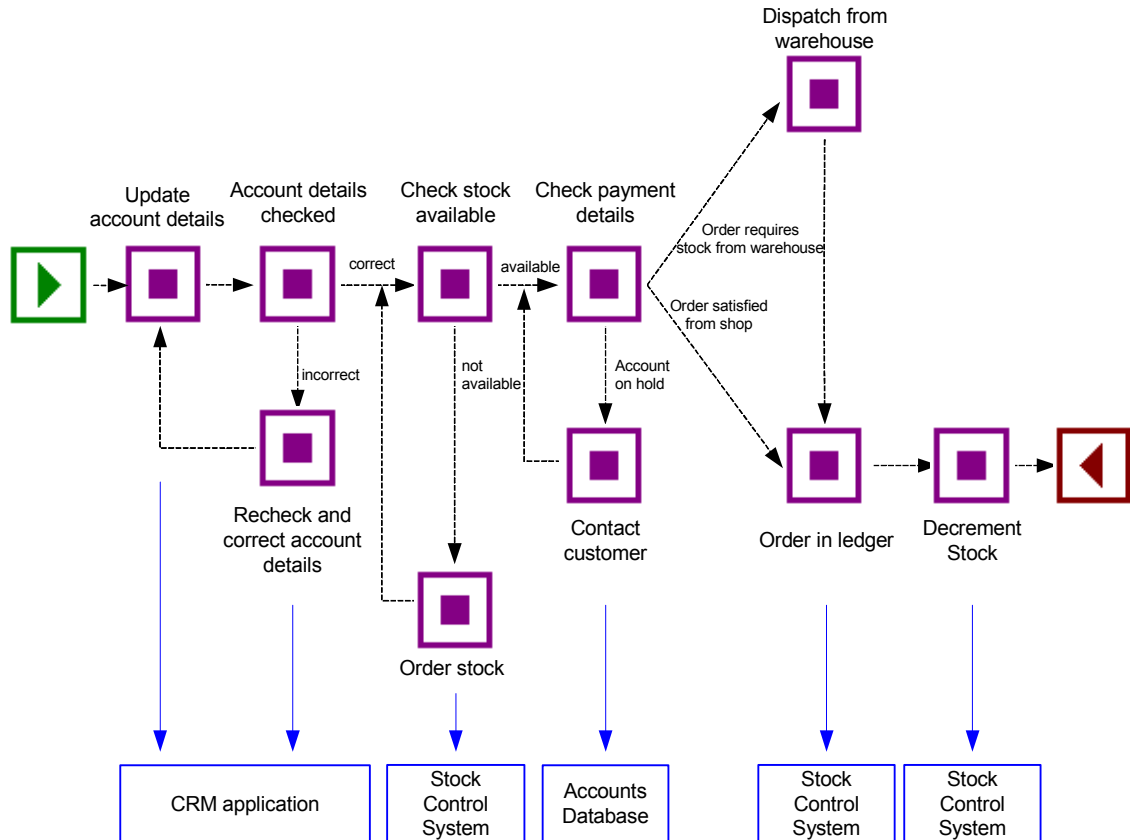 Dispatch from
warehouse
Update
account details
Account details
checked
Check stock
available
Check payment
details
correct
available
Order requires
stock from warehouse
Order satisfied
from shop
incorrect
not
available
Account
on hold
Recheck and
correct account
details
Contact
customer
Order in ledger
Decrement
Stock
Order stock
CRM application
Stock
Control
System
Accounts
Database
Stock
Control
System
Stock
Control
System